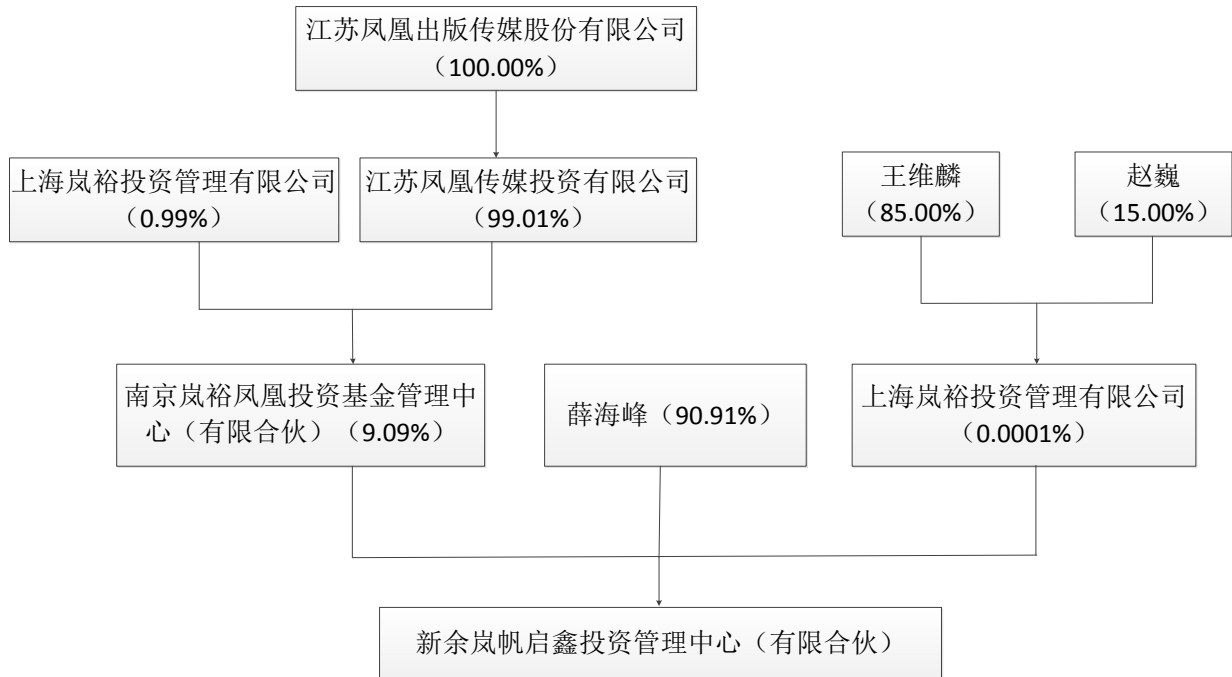 江苏凤凰出版传媒股份有限公司
（100.00%）
上海岚裕投资管理有限公司
（0.99%）
江苏凤凰传媒投资有限公司
（99.01%）
王维麟
（85.00%）
赵巍
（15.00%）
南京岚裕凤凰投资基金管理中
心（有限合伙）（9.09%）
薛海峰（90.91%）
上海岚裕投资管理有限公司
（0.0001%）
新余岚帆启鑫投资管理中心（有限合伙）